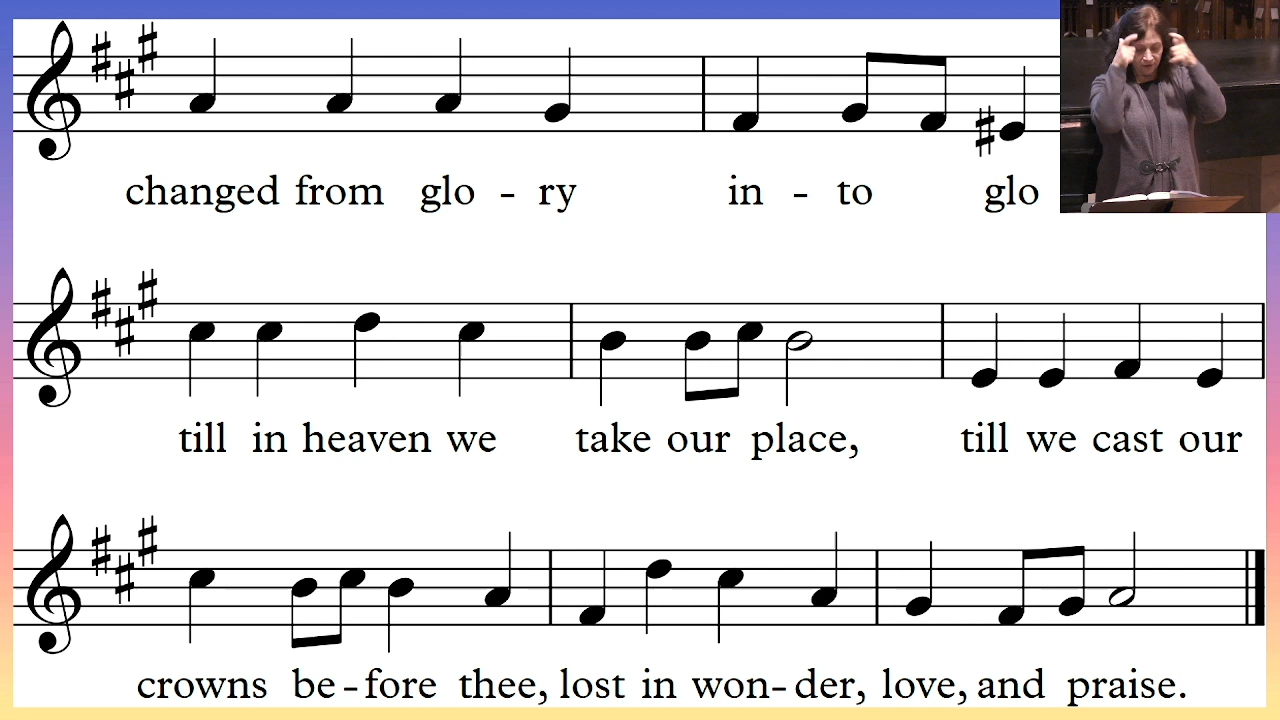 changed from glo - ry in - to glo
till in heaven we take our place, till we cast our
crowns be - fore thee, lost in won - der, love, and praise.